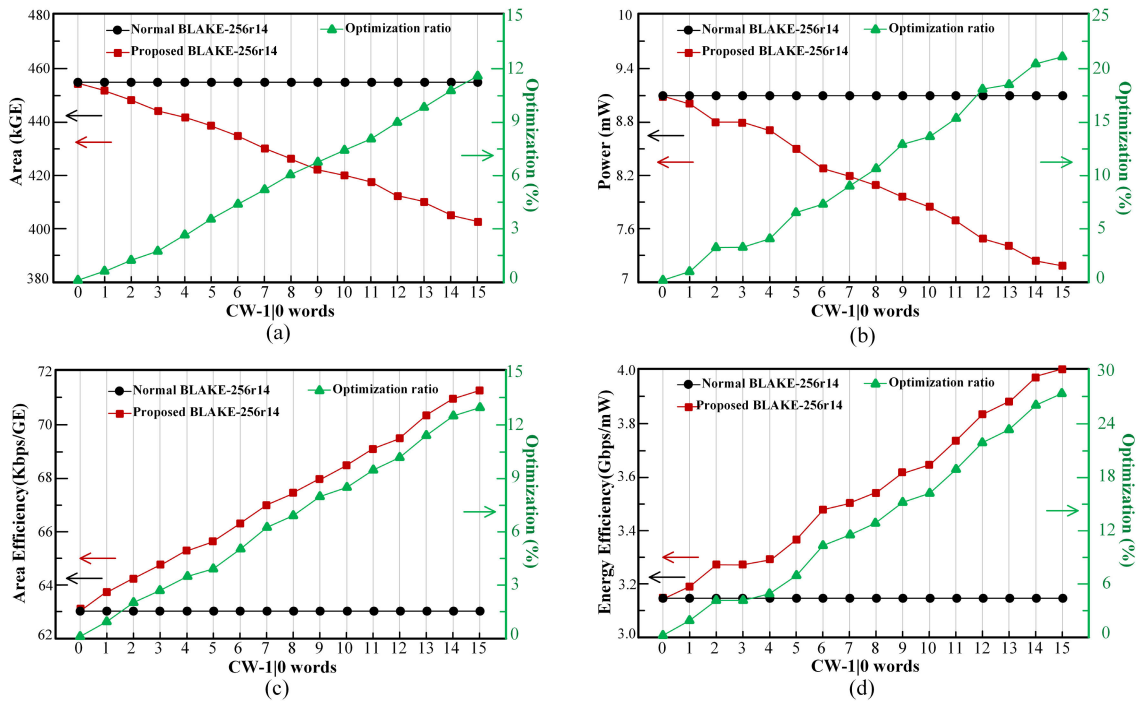 480
460
440
420
400
380
Area (kGE)
Normal BLAKE-256r14
Proposed BLAKE-256r14
Optimization ratio
15
12
9
6
3
0
Optimization (%)
0 1 2 3 4 5 6 7 8 9 10 11 12 13 14 15
CW-1|0 words
(a)
10
9.4
8.8
8.2
7.6
7
Power (mW)
Normal BLAKE-256r14
Proposed BLAKE-256r14
Optimization ratio
25
20
15
10
5
0
Optimization (%)
0 1 2 3 4 5 6 7 8 9 10 11 12 13 14 15
CW-1|0 words
(b)
72
70
68
66
64
62
Area Efficiency(Kbps/GE)
Normal BLAKE-256r14
Proposed BLAKE-256r14
Optimization ratio
15
12
9
6
3
0
Optimization (%)
0 1 2 3 4 5 6 7 8 9 10 11 12 13 14 15
CW-1|0 words
(c)
4.0
3.8
3.6
3.4
3.2
3.0
Energy Efficiency(Gbps/mW)
Normal BLAKE-256r14
Proposed BLAKE-256r14
Optimization ratio
30
24
18
12
6
0
Optimization (%)
0 1 2 3 4 5 6 7 8 9 10 11 12 13 14 15
CW-1|0 words
(d)